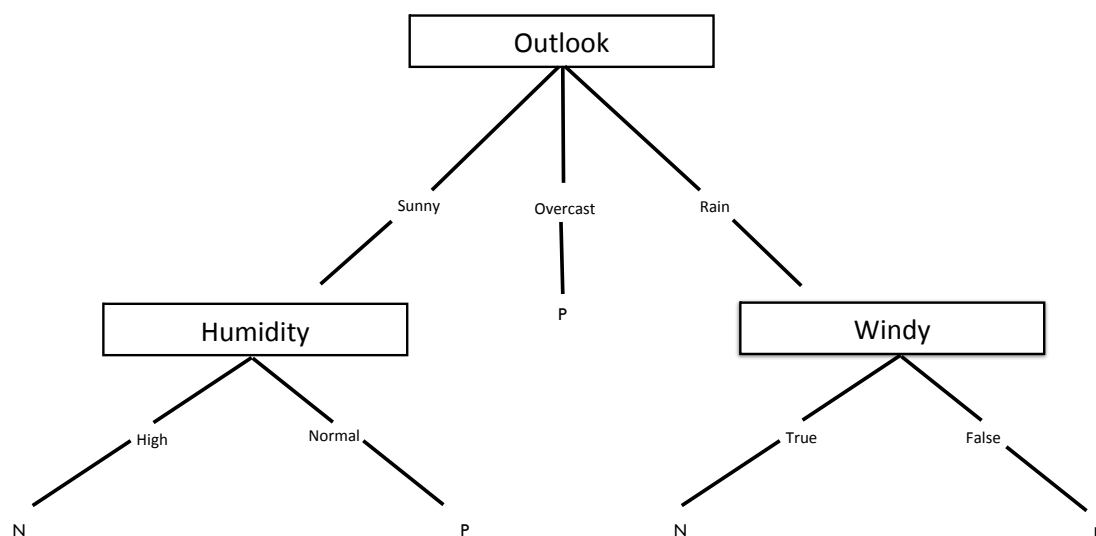 Outlook
Sunny
Overcast
Rain
P
Humidity
Windy
High
Normal
True
False
N
P
N